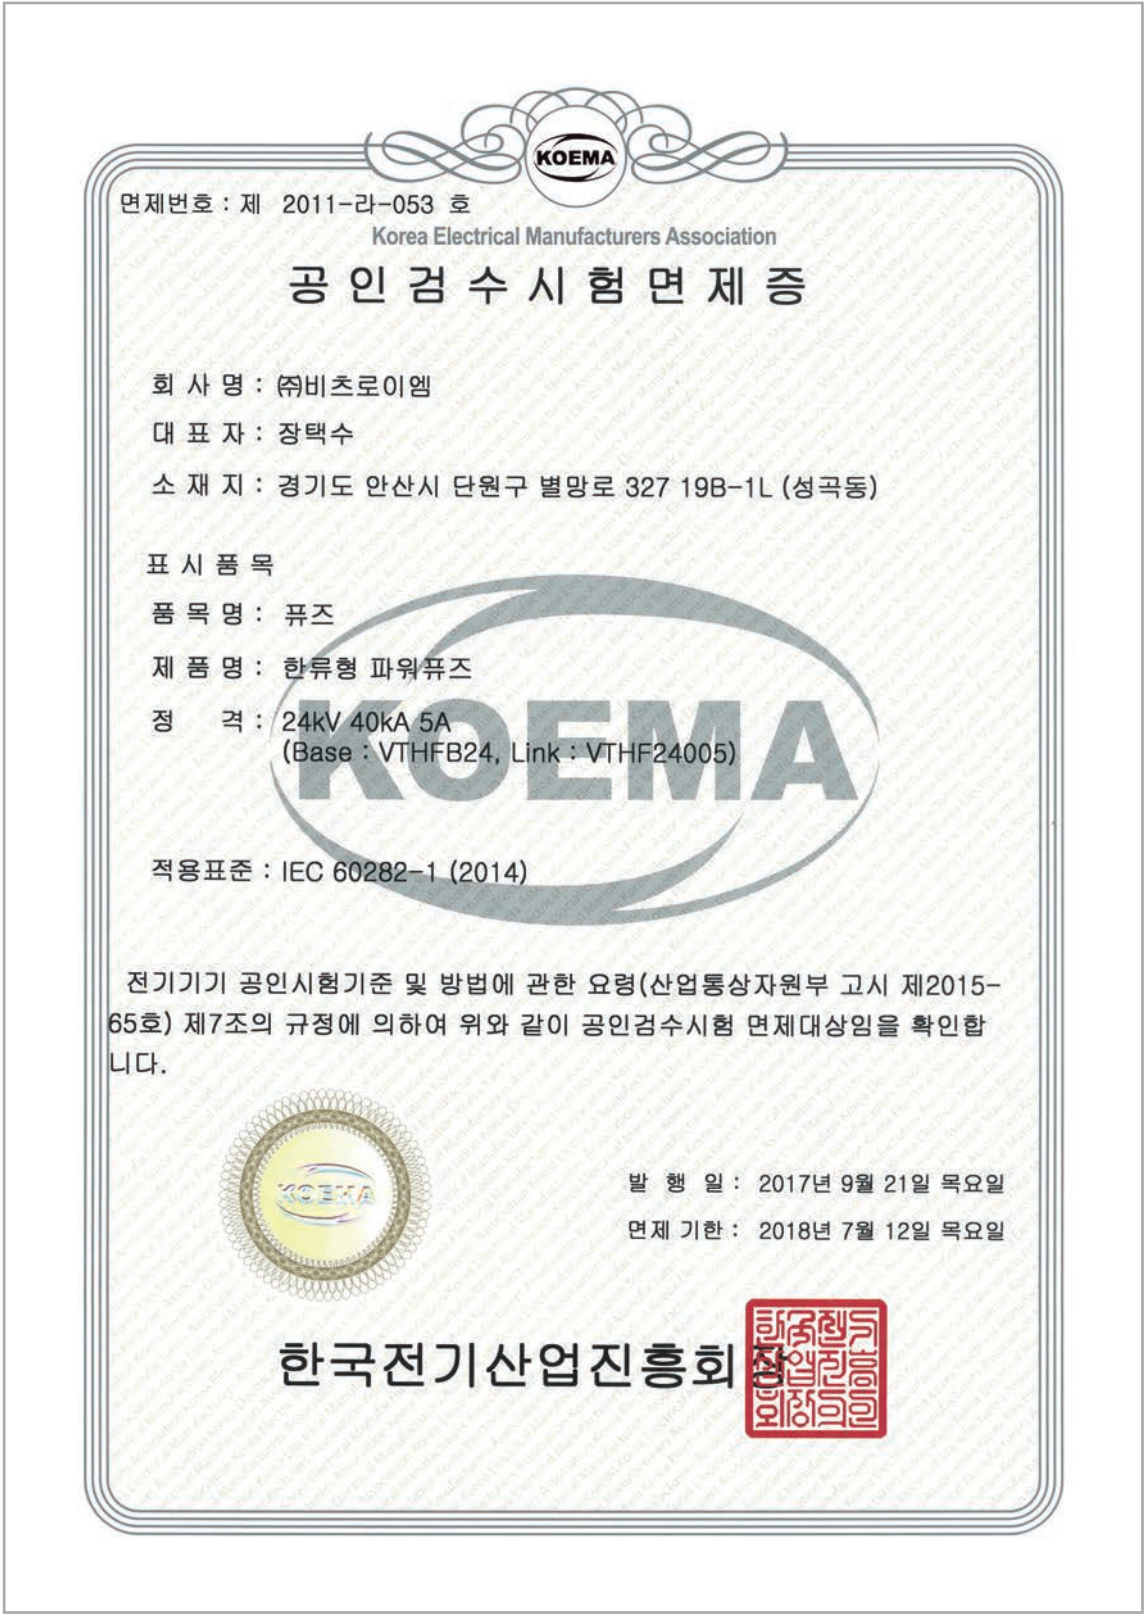 KOEMA
면제번호 : 제 2011-라-053 호
Korea Electrical Manufacturers Association
공인검수시험면제증
회 사 명 : ㈜비츠로이엠
대 표 자 : 장택수
소 재 지 : 경기도 안산시 단원구 별망로 327 19B-1L (성곡동)
표 시 품 목
품 목 명 : 퓨즈
제 품 명 : 한류형 파워퓨즈
정 격 : 24kV 40kA 5A
(Base : VTHFB24, Link : VTHF24005)
KOEMA
적용표준 : IEC 60282-1 (2014)
전기기기 공인시험기준 및 방법에 관한 요령(산업통상자원부 고시 제2015-
65호) 제7조의 규정에 의하여 위와 같이 공인검수시험 면제대상임을 확인합
니다.
KOEMA
발 행 일 : 2017년 9월 21일 목요일
면제 기한 : 2018년 7월 12일 목요일
한국전기산업진흥회장